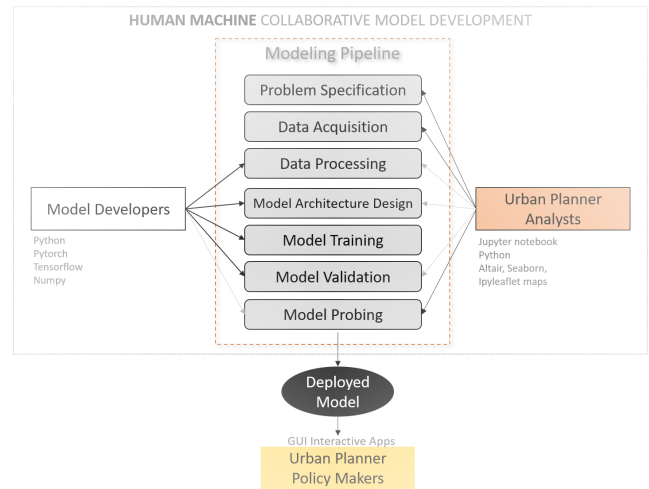 HUMAN MACHINE COLLABORATIVE MODEL DEVELOPMENT
Modeling Pipeline
Problem Specification
Data Acquisition
Data Processing
Model Architecture Design
Model Training
Model Validation
Model Probing
Model Developers
Python
Pytorch
Tensorflow
Numpy
Urban Planner
Analysts
Jupyter notebook
Python
Altair, Seaborn,
Ipyleaflet maps
Deployed
Model
GUI Interactive Apps
Urban Planner
Policy Makers